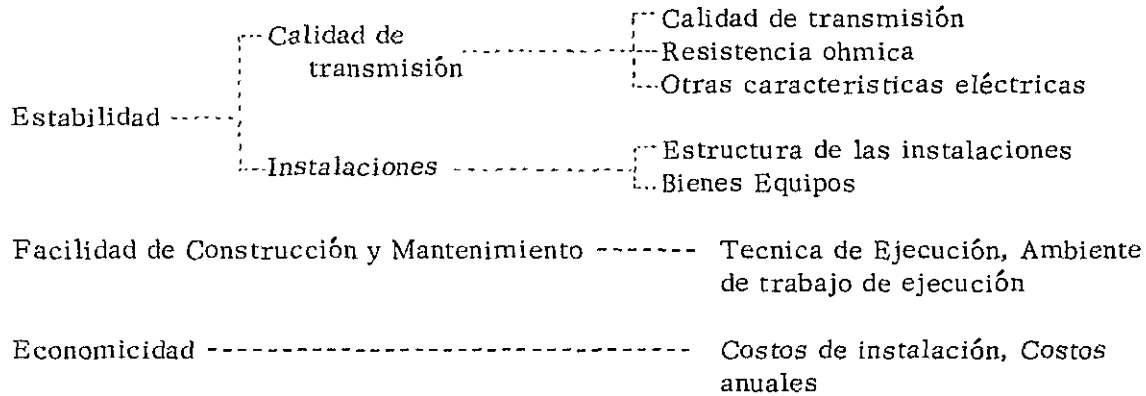 Calidad de
transmisión
Calidad de transmisión
Resistencia ohmica
Otras caracteristicas eléctricas
Estabilidad
Instalaciones
Estructura de las instalaciones
Bienes Equipos
Facilidad de Construcción y Mantenimiento
Tecnica de Ejecución, Ambiente
de trabajo de ejecución
Economicidad
Costos de instalación, Costos
anuales